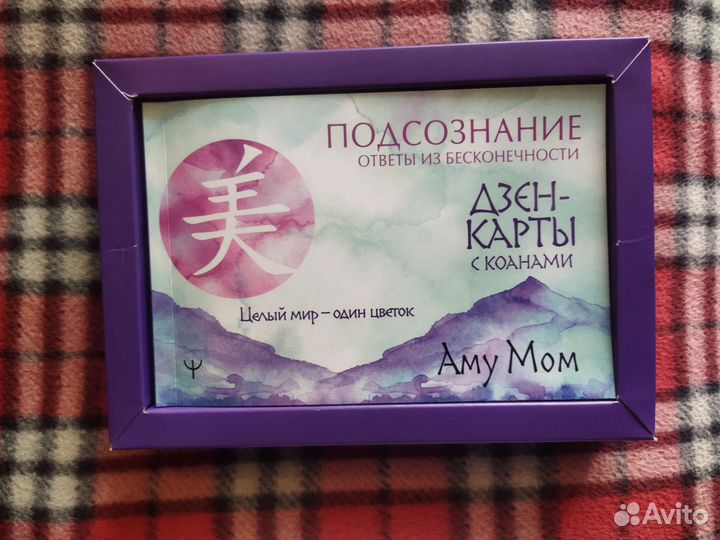 ПОДСОЗНАНИЕ
ОТВЕТЫ ИЗ БЕСКОНЕЧНОСТИ
美
ДЗЕН-
КАРТЫ
С КОАНАМИ
Целый мир – один цветок
Ψ
Аму Мом
Avito